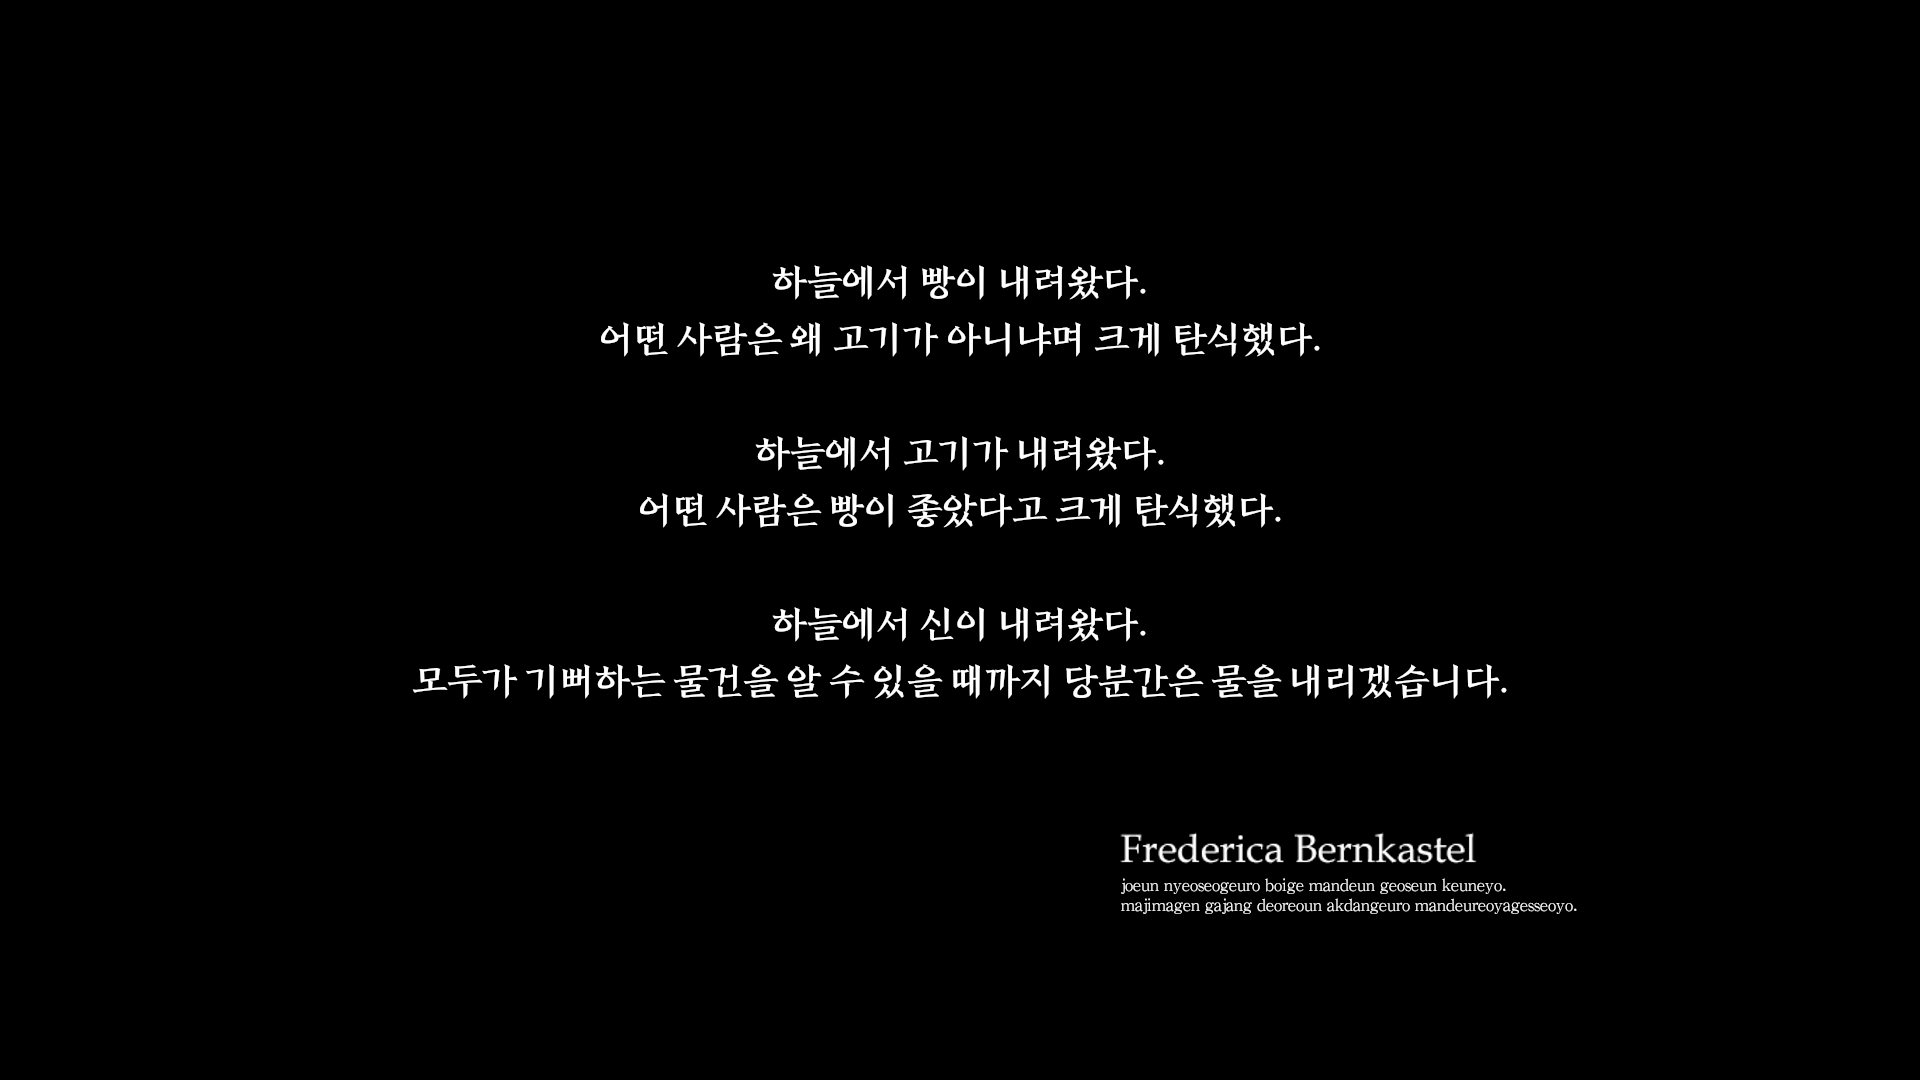 하늘에서 빵이 내려왔다.
어떤 사람은 왜 고기가 아니냐며 크게 탄식했다.
하늘에서 고기가 내려왔다.
어떤 사람은 빵이 좋았다고 크게 탄식했다.
하늘에서 신이 내려왔다.
모두가 기뻐하는 물건을 알 수 있을 때까지 당분간은 물을 내리겠습니다.
Frederica Bernkastel
joeun nyeoseogeuro boige mandeun geoseun keuneyo.
majimagen gajang deoreoun akdangeuro mandeureoyagesseoyo.